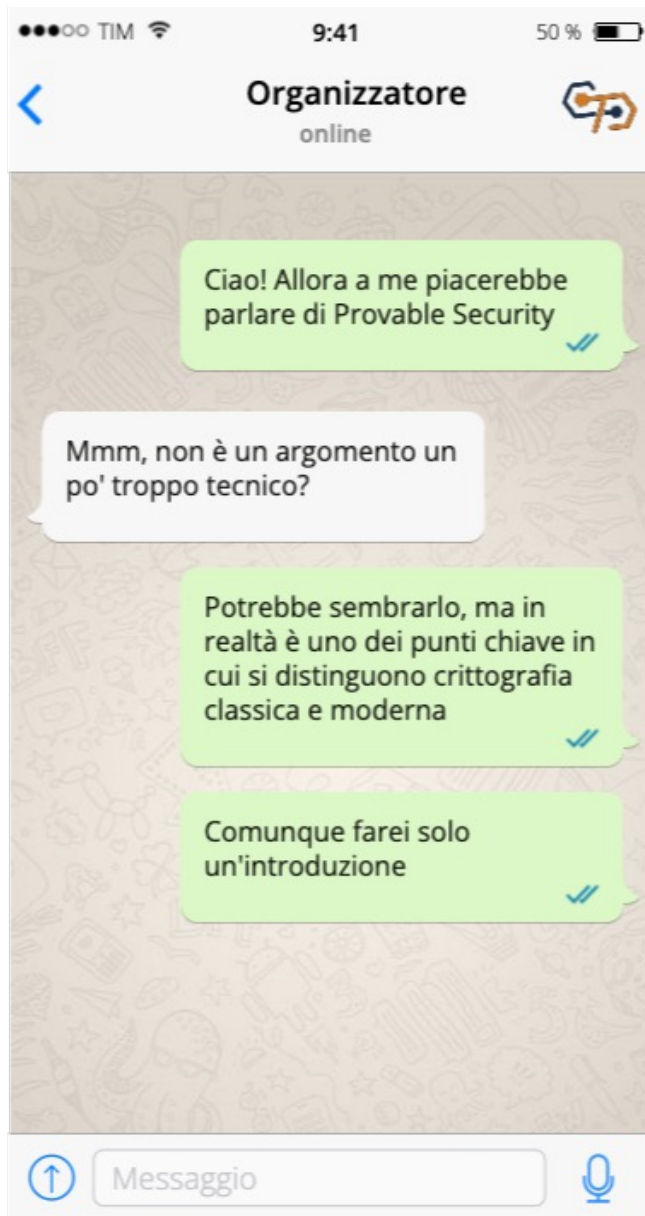 TIM 9:41 50 %
Organizzatore
online
Ciao! Allora a me piacerebbe
parlare di Provable Security
Mmm, non è un argomento un
po' troppo tecnico?
Potrebbe sembrarlo, ma in
realtà è uno dei punti chiave in
cui si distinguono crittografia
classica e moderna
Comunque farei solo
un'introduzione
Messaggio